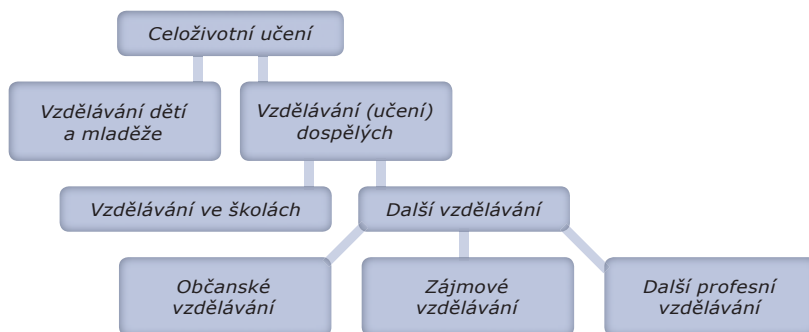 Celoživotní učení
Vzdělávání dětí
a mladěže
Vzdělávání (učení)
dospělých
Vzdělávání ve školách
Další vzdělávání
Občanské
vzdělávání
Zájmové
vzdělávání
Další profesní
vzdělávání